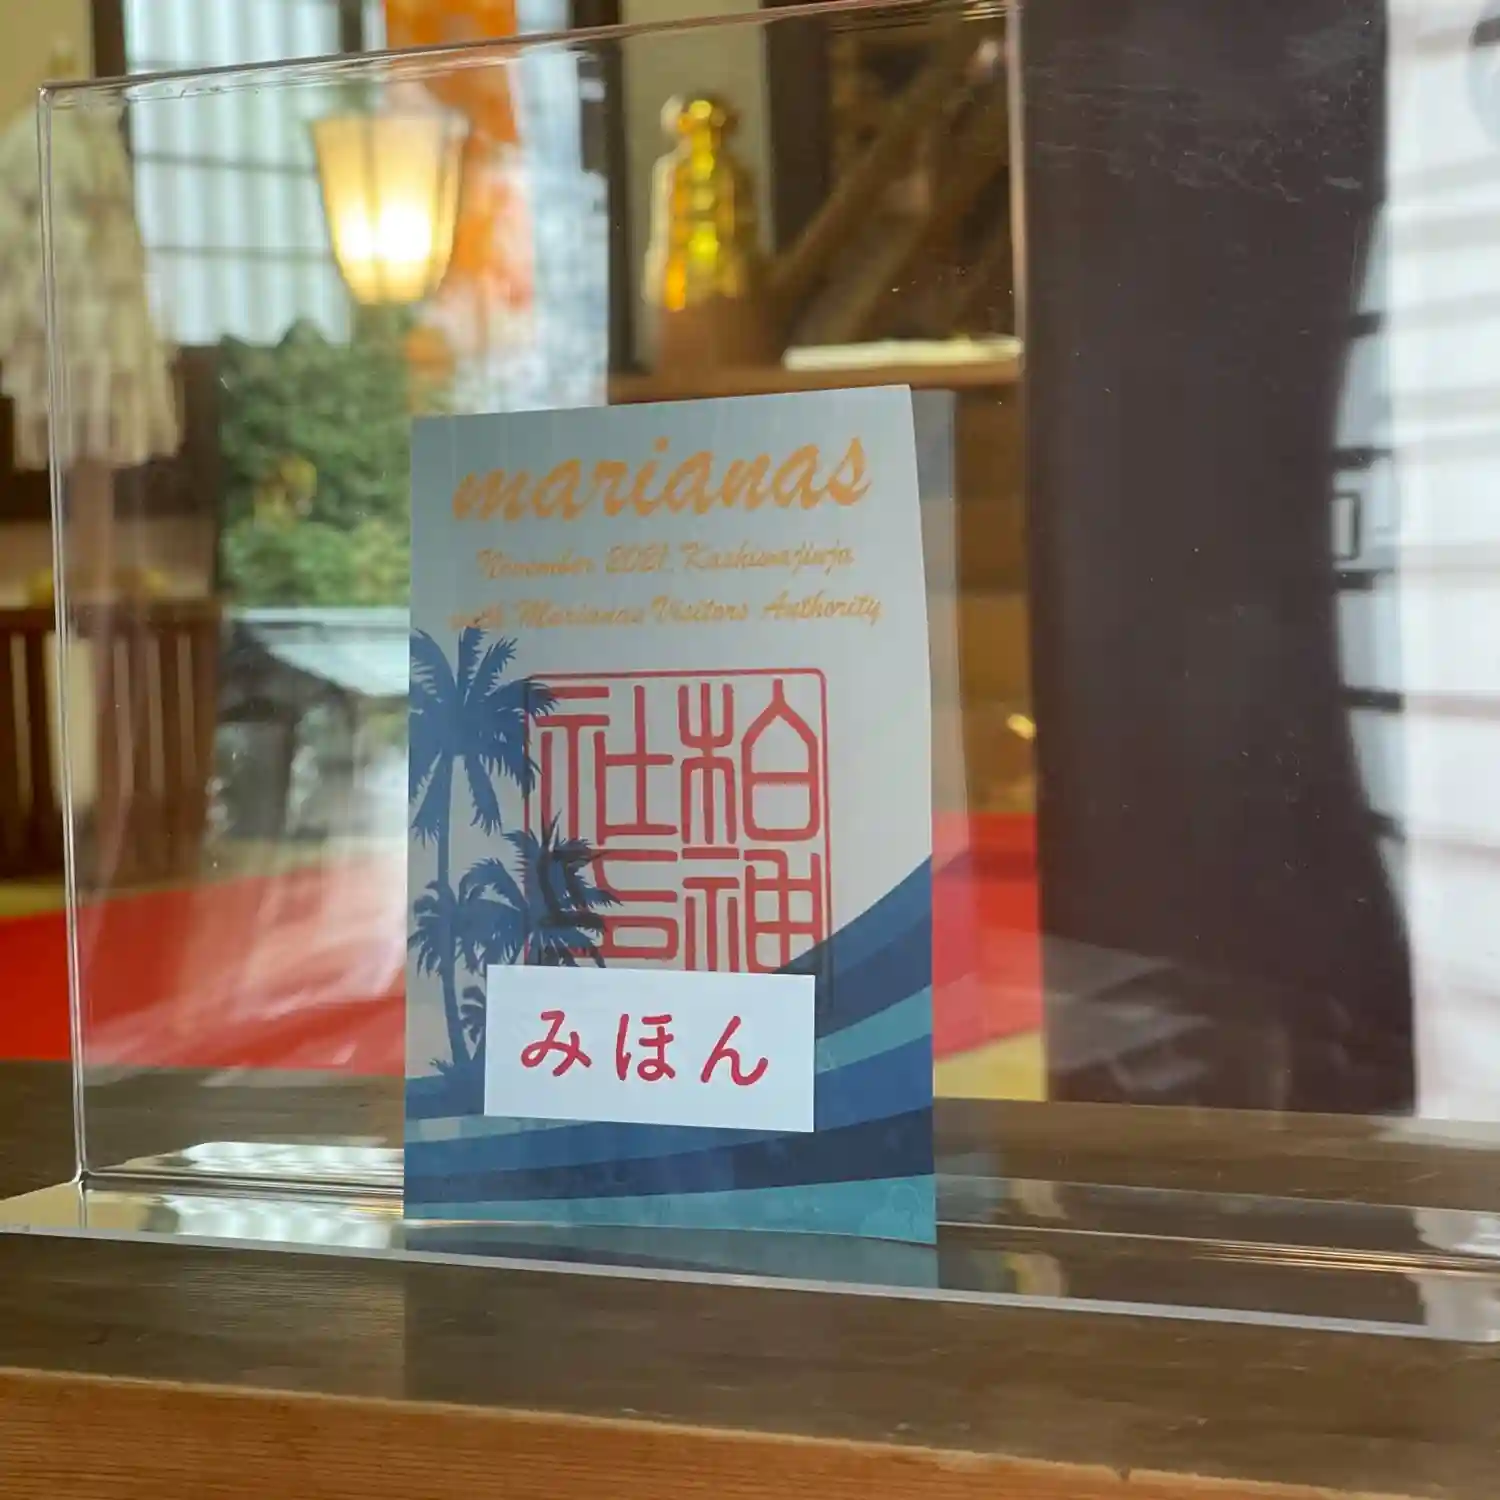 marianas
November 2021. Kashiwajinja
with Marianas Visitors Authority
柏神
社
みほん